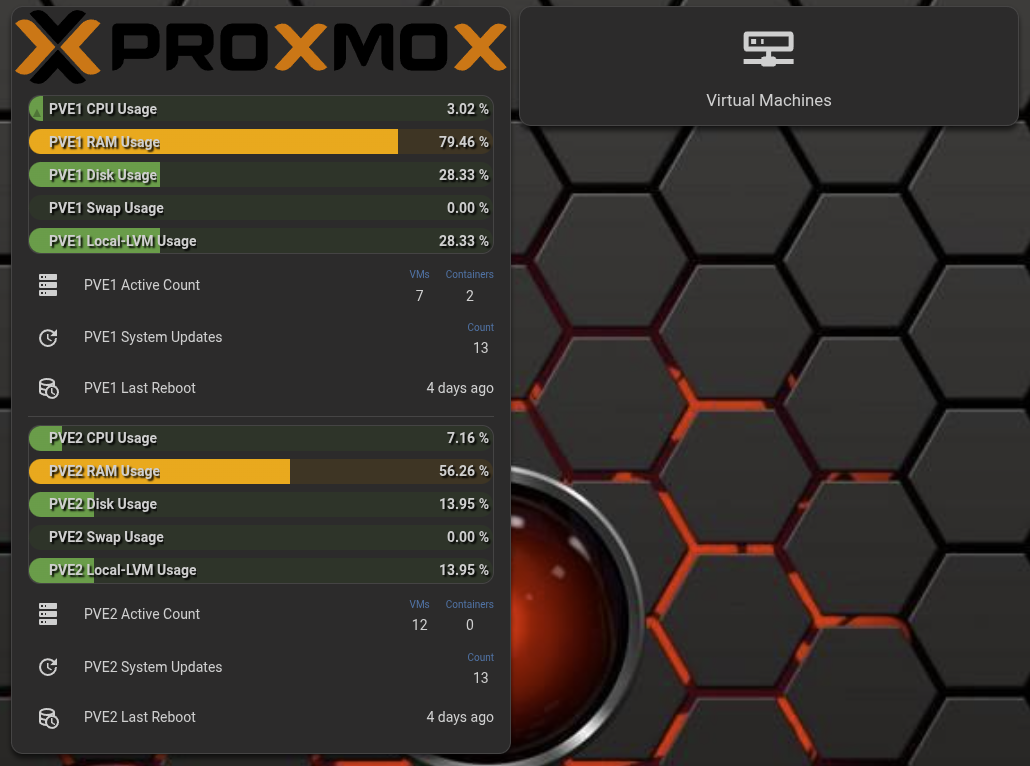 PROXMOX
PVE1 CPU Usage 3.02 %
PVE1 RAM Usage 79.46 %
PVE1 Disk Usage 28.33 %
PVE1 Swap Usage 0.00 %
PVE1 Local-LVM Usage 28.33 %
VMs Containers
PVE1 Active Count 7 2
Count
PVE1 System Updates 13
PVE1 Last Reboot 4 days ago
PVE2 CPU Usage 7.16 %
PVE2 RAM Usage 56.26 %
PVE2 Disk Usage 13.95 %
PVE2 Swap Usage 0.00 %
PVE2 Local-LVM Usage 13.95 %
VMs Containers
PVE2 Active Count 12 0
Count
PVE2 System Updates 13
PVE2 Last Reboot 4 days ago
Virtual Machines